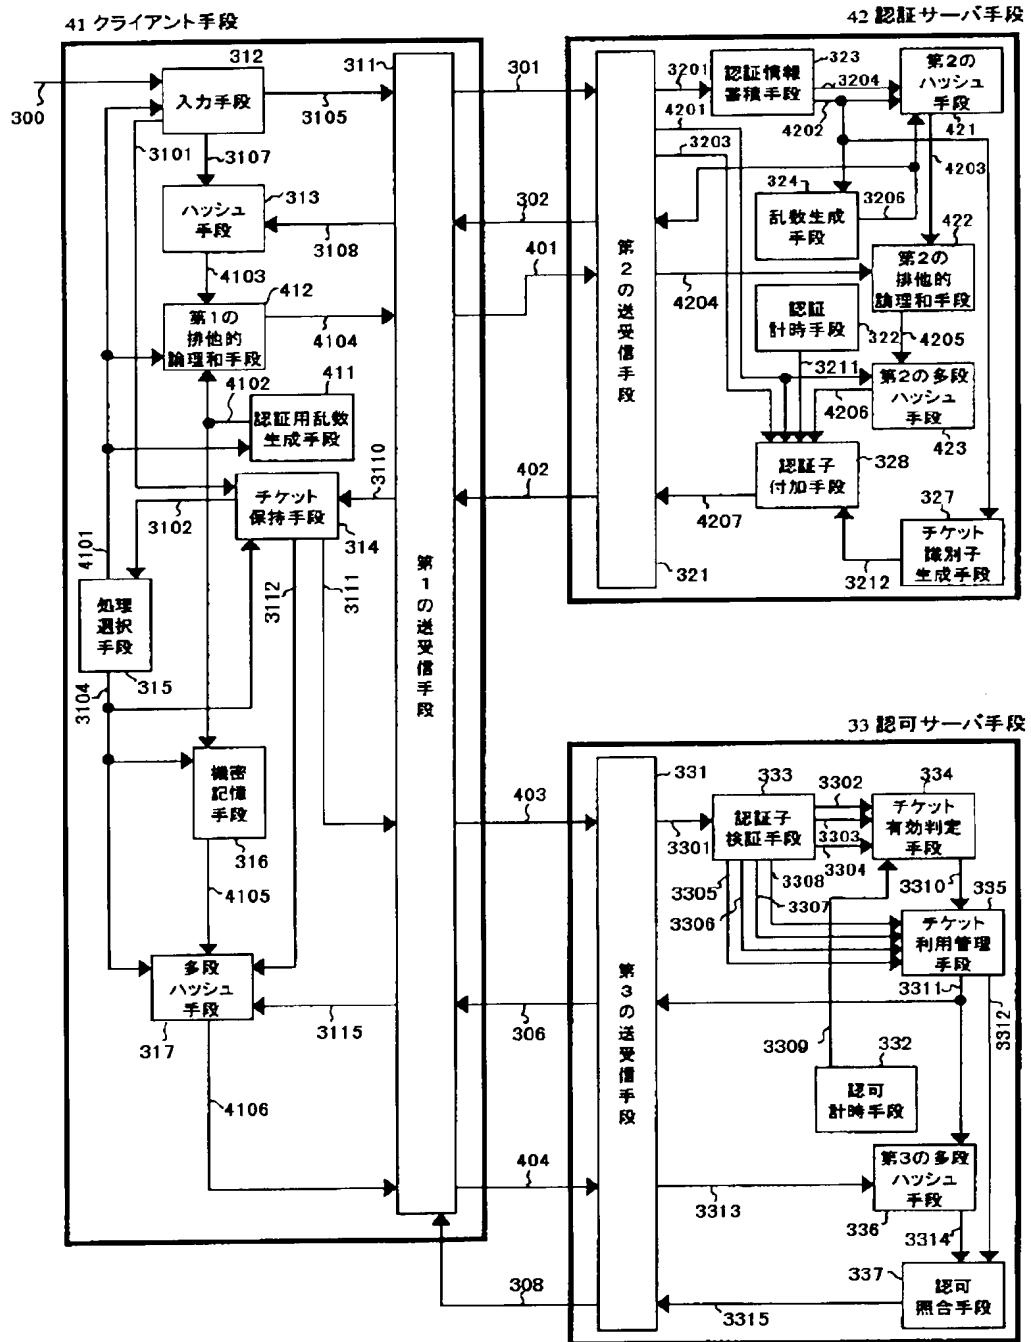 41 クライアント手段
312
入力手段
300
3101
3107
3105
311
301
313
ハッシュ
手段
3108
302
4103
412
第1の
排他的
論理和手段
4104
401
4102
411
認証用乱数
生成手段
3102
チケット
保持手段
3110
402
314
4101
処理
選択
手段
315
3104
3112
3111
第1の送受信手段
機密
記憶
手段
316
4105
403
多段
ハッシュ
手段
317
3115
306
4106
404
308
42 認証サーバ手段
3201
認証情報
蓄積手段
323
3204
第2の
ハッシュ
手段
421
4201
3203
4202
4203
324
乱数生成
手段
3206
422
第2の
排他的
論理和手段
4204
認証
計時手段
322
4205
3211
第2の多段
ハッシュ
手段
4206
423
第2の送受信手段
認証子
付加手段
328
4207
327
チケット
識別子
生成手段
3212
321
33 認可サーバ手段
331
333
認証子
検証手段
3301
3302
3303
3304
334
チケット
有効判定
手段
3305
3306
3308
3307
3310
335
チケット
利用管理
手段
3311
3312
第3の送受信手段
3309
332
認可
計時手段
第3の多段
ハッシュ
手段
3313
336
3314
337
認可
照合手段
3315